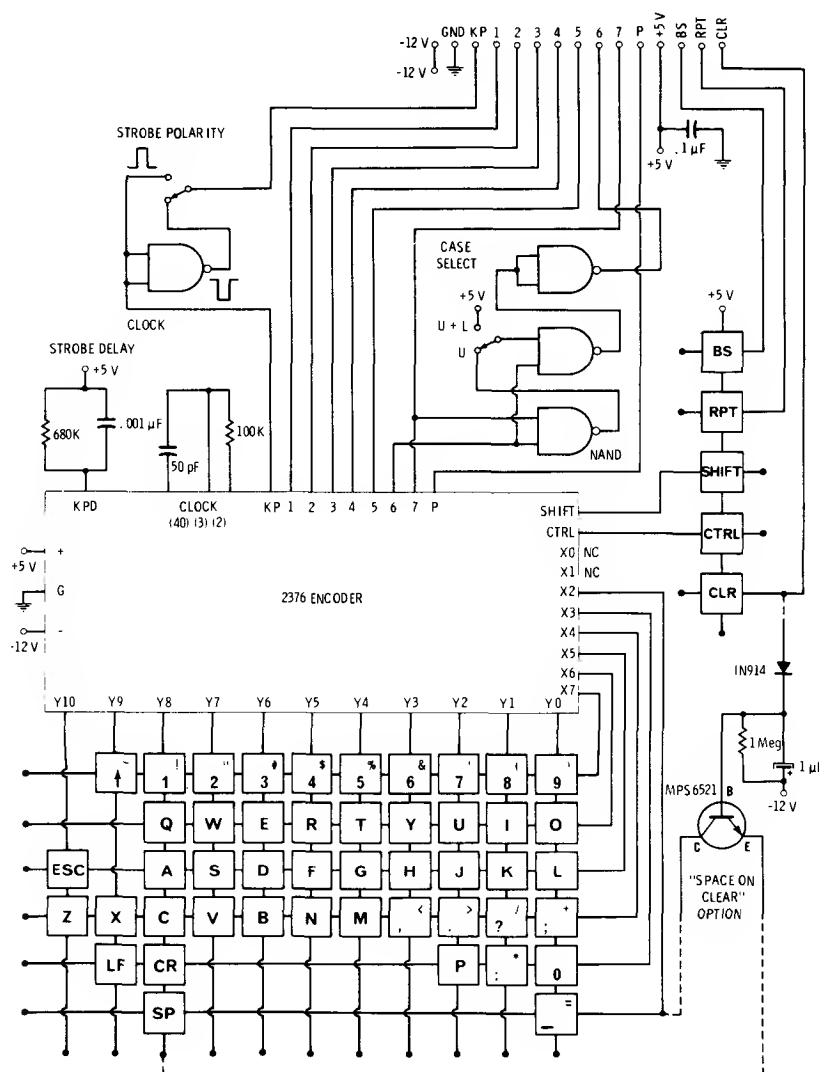 -12 V GND KP 1 2 3 4 5 6 7 P +5 V BS RPT CLR
-12 V
STROBE POLARITY
.1 µF
+5 V
CASE
SELECT
+5 V
U + L
U
+5 V
CLOCK
BS
STROBE DELAY
+5 V
RPT
680K
.001 µF
50 pF
100K
NAND
SHIFT
KPD
CLOCK
(40) (3) (2)
KP 1 2 3 4 5 6 7 P
SHIFT
CTRL
CTRL
X0 NC
X1 NC
+
+5 V
G
2376 ENCODER
X2
CLR
X3
-
-12 V
X4
X5
X6
X7
IN914
Y10 Y9 Y8 Y7 Y6 Y5 Y4 Y3 Y2 Y1 Y0
1 Meg
1 µF
-12 V
↑ ~ 1 ! 2 " 3 # 4 $ 5 % 6 & 7 ' 8 ( 9
MPS 6521 B
C E
Q W E R T Y U I O
ESC A S D F G H J K L
"SPACE ON
CLEAR"
OPTION
Z X C V B N M , < . > ? / ; +
LF CR P : * 0
SP — =